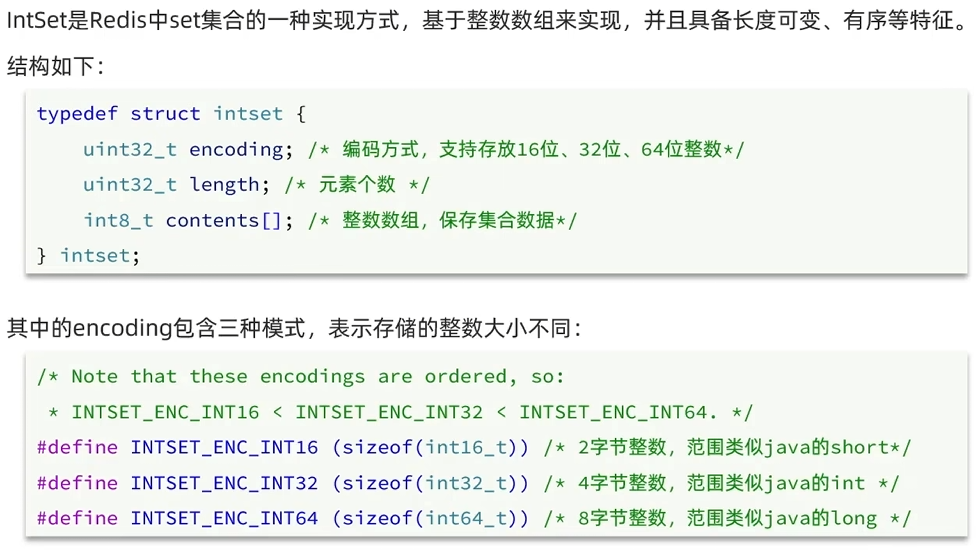 IntSet是Redis中set集合的一种实现方式，基于整数数组来实现，并且具备长度可变、有序等特征。
结构如下：
typedef struct intset {
    uint32_t encoding; /* 编码方式，支持存放16位、32位、64位整数*/
    uint32_t length; /* 元素个数 */
    int8_t contents[]; /* 整数数组，保存集合数据*/
} intset;
其中的encoding包含三种模式，表示存储的整数大小不同：
/* Note that these encodings are ordered, so:
 * INTSET_ENC_INT16 < INTSET_ENC_INT32 < INTSET_ENC_INT64. */
#define INTSET_ENC_INT16 (sizeof(int16_t)) /* 2字节整数，范围类似java的short*/
#define INTSET_ENC_INT32 (sizeof(int32_t)) /* 4字节整数，范围类似java的int */
#define INTSET_ENC_INT64 (sizeof(int64_t)) /* 8字节整数，范围类似java的long */